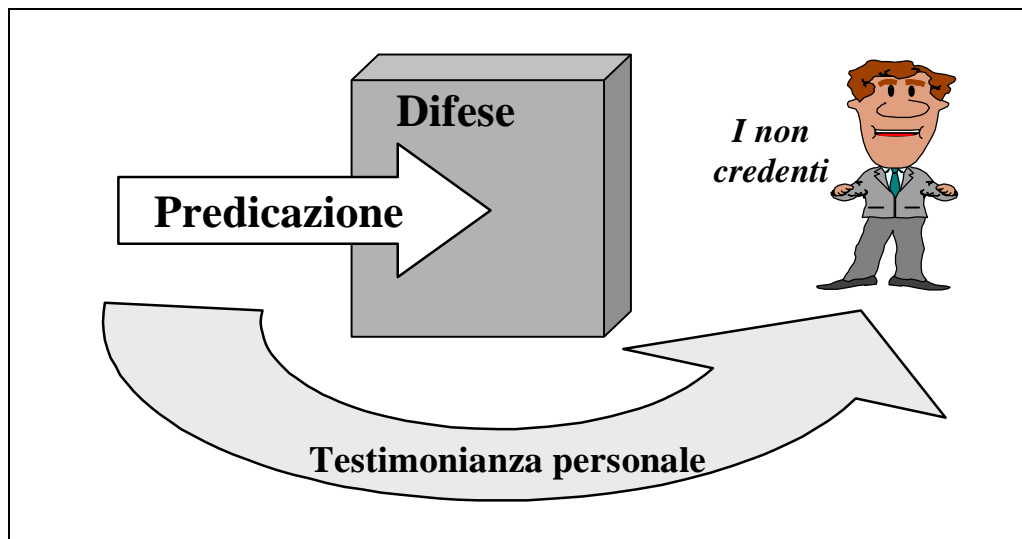 Difese
I non
credenti
Predicazione
Testimonianza personale